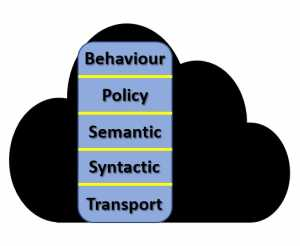 Behaviour
Policy
Semantic
Syntactic
Transport